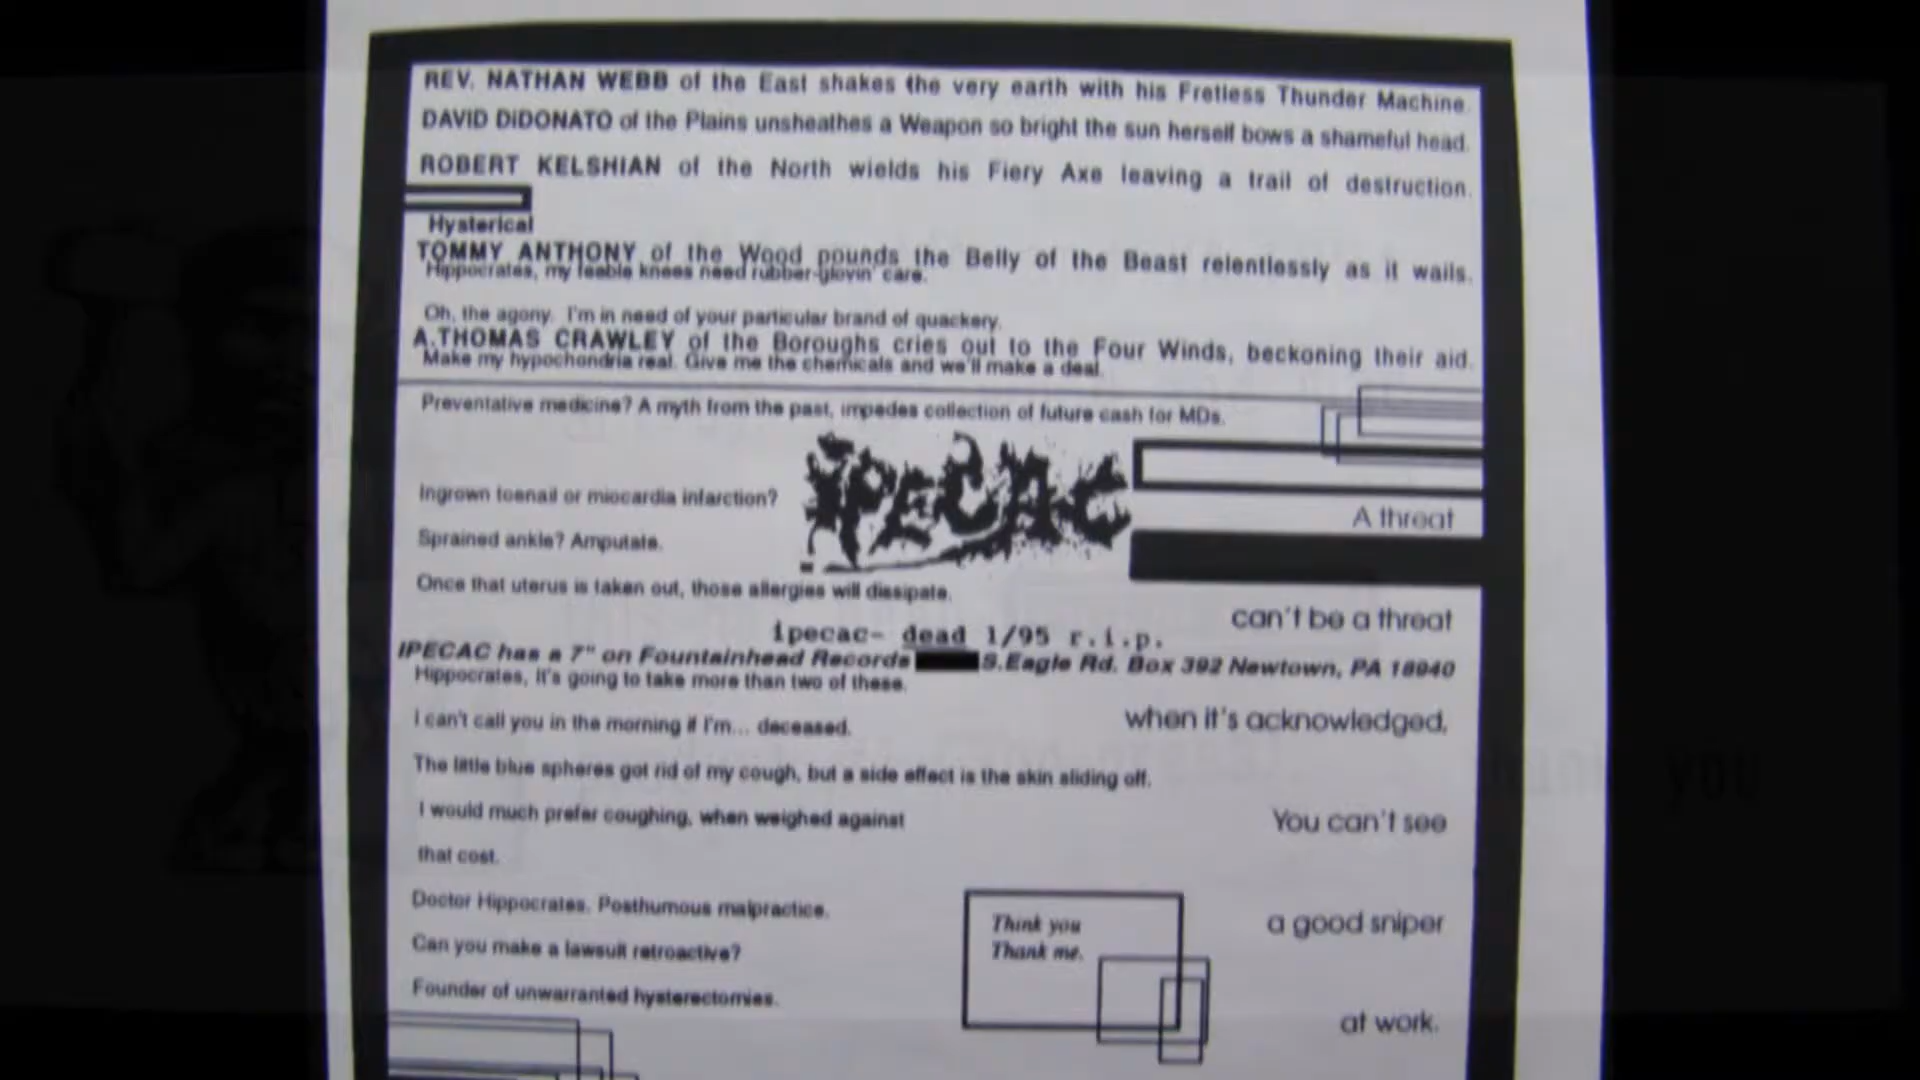 REV. NATHAN WEBB of the East shakes the very earth with his Fretless Thunder Machine.
DAVID DiDONATO of the Plains unsheathes a Weapon so bright the sun herself bows a shameful head.
ROBERT KELSHIAN of the North wields his Fiery Axe leaving a trail of destruction.
Hysterical
TOMMY ANTHONY of the Wood pounds the Belly of the Beast relentlessly as it wails.
Hippocrates, my feeble knees need rubber-glovin' care.
Oh, the agony. I'm in need of your particular brand of quackery.
A.THOMAS CRAWLEY of the Boroughs cries out to the Four Winds, beckoning their aid.
Make my hypochondria real. Give me the chemicals and we'll make a deal.
Preventative medicine? A myth from the past, impedes collection of future cash for MDs.
IPECAC
Ingrown toenail or miocardia infarction?
A threat
Sprained ankle? Amputate.
Once that uterus is taken out, those allergies will dissipate.
can't be a threat
ipecac- dead 1/95 r.i.p.
IPECAC has a 7" on Fountainhead Records S.Eagle Rd. Box 392 Newtown, PA 18940
Hippocrates, it's going to take more than two of these.
I can't call you in the morning if I'm... deceased.
when it's acknowledged,
The little blue spheres got rid of my cough, but a side effect is the skin sliding off.
I would much prefer coughing, when weighed against
You can't see
that cost.
Doctor Hippocrates. Posthumous malpractice.
Think you
Thank me.
a good sniper
Can you make a lawsuit retroactive?
Founder of unwarranted hysterectomies.
at work.
thank you